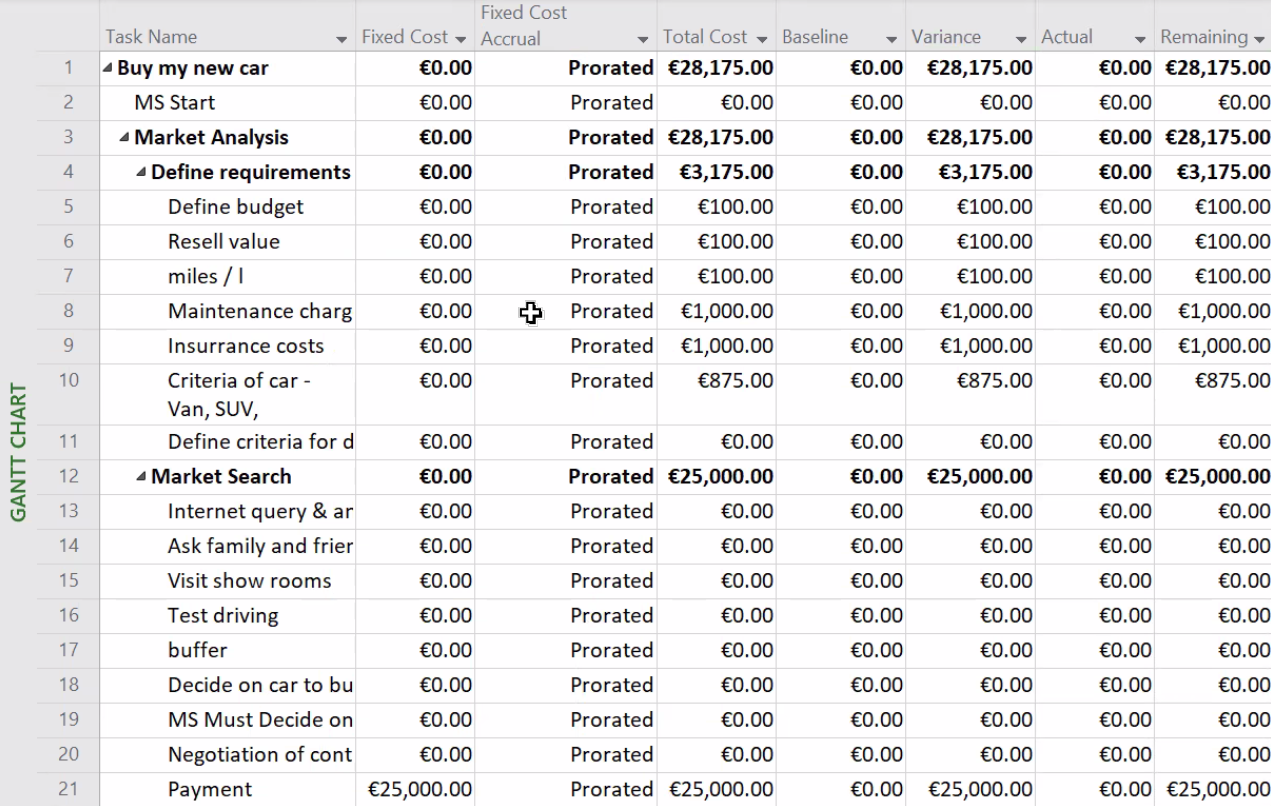 Fixed Cost
Task Name Fixed Cost Accrual Total Cost Baseline Variance Actual Remaining
1 Buy my new car €0.00 Prorated €28,175.00 €0.00 €28,175.00 €0.00 €28,175.00
2 MS Start €0.00 Prorated €0.00 €0.00 €0.00 €0.00 €0.00
3 Market Analysis €0.00 Prorated €28,175.00 €0.00 €28,175.00 €0.00 €28,175.00
4 Define requirements €0.00 Prorated €3,175.00 €0.00 €3,175.00 €0.00 €3,175.00
5 Define budget €0.00 Prorated €100.00 €0.00 €100.00 €0.00 €100.00
6 Resell value €0.00 Prorated €100.00 €0.00 €100.00 €0.00 €100.00
7 miles / l €0.00 Prorated €100.00 €0.00 €100.00 €0.00 €100.00
8 Maintenance charg €0.00 Prorated €1,000.00 €0.00 €1,000.00 €0.00 €1,000.00
9 Insurrance costs €0.00 Prorated €1,000.00 €0.00 €1,000.00 €0.00 €1,000.00
10 Criteria of car - €0.00 Prorated €875.00 €0.00 €875.00 €0.00 €875.00
Van, SUV,
11 Define criteria for d €0.00 Prorated €0.00 €0.00 €0.00 €0.00 €0.00
12 Market Search €0.00 Prorated €25,000.00 €0.00 €25,000.00 €0.00 €25,000.00
13 Internet query & ar €0.00 Prorated €0.00 €0.00 €0.00 €0.00 €0.00
14 Ask family and frier €0.00 Prorated €0.00 €0.00 €0.00 €0.00 €0.00
15 Visit show rooms €0.00 Prorated €0.00 €0.00 €0.00 €0.00 €0.00
16 Test driving €0.00 Prorated €0.00 €0.00 €0.00 €0.00 €0.00
17 buffer €0.00 Prorated €0.00 €0.00 €0.00 €0.00 €0.00
18 Decide on car to bu €0.00 Prorated €0.00 €0.00 €0.00 €0.00 €0.00
19 MS Must Decide on €0.00 Prorated €0.00 €0.00 €0.00 €0.00 €0.00
20 Negotiation of cont €0.00 Prorated €0.00 €0.00 €0.00 €0.00 €0.00
21 Payment €25,000.00 Prorated €25,000.00 €0.00 €25,000.00 €0.00 €25,000.00
GANTT CHART